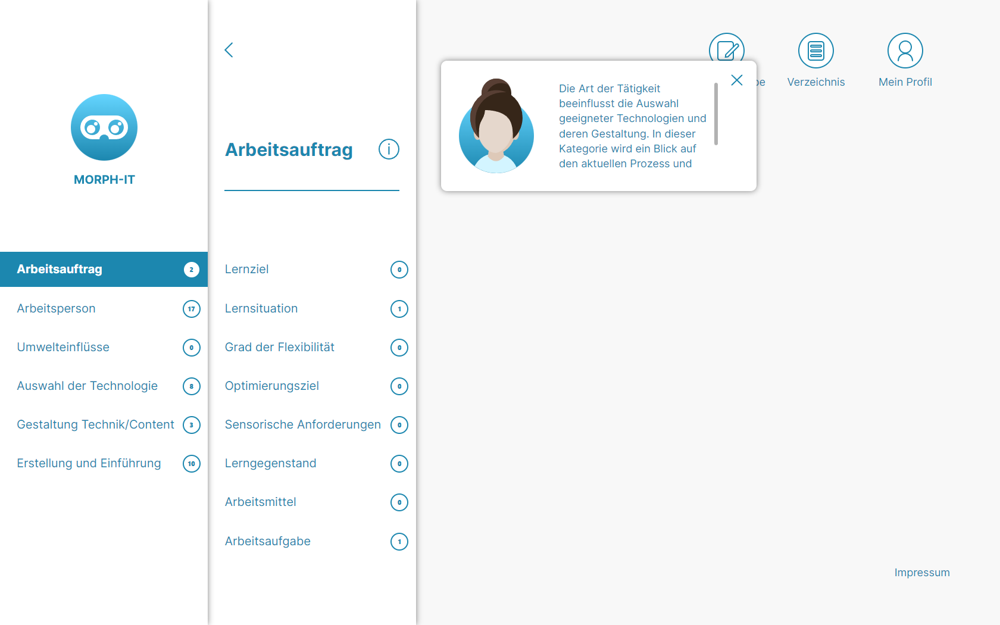 MORPH-IT
Arbeitsauftrag 2
Arbeitsperson 17
Umwelteinflüsse 0
Auswahl der Technologie 8
Gestaltung Technik/Content 3
Erstellung und Einführung 10
Arbeitsauftrag
Lernziel 0
Lernsituation 1
Grad der Flexibilität 0
Optimierungsziel 0
Sensorische Anforderungen 0
Lerngegenstand 0
Arbeitsmittel 0
Arbeitsaufgabe 1
Die Art der Tätigkeit
beeinflusst die Auswahl
geeigneter Technologien und
deren Gestaltung. In dieser
Kategorie wird ein Blick auf
den aktuellen Prozess und
Verzeichnis
Mein Profil
Impressum